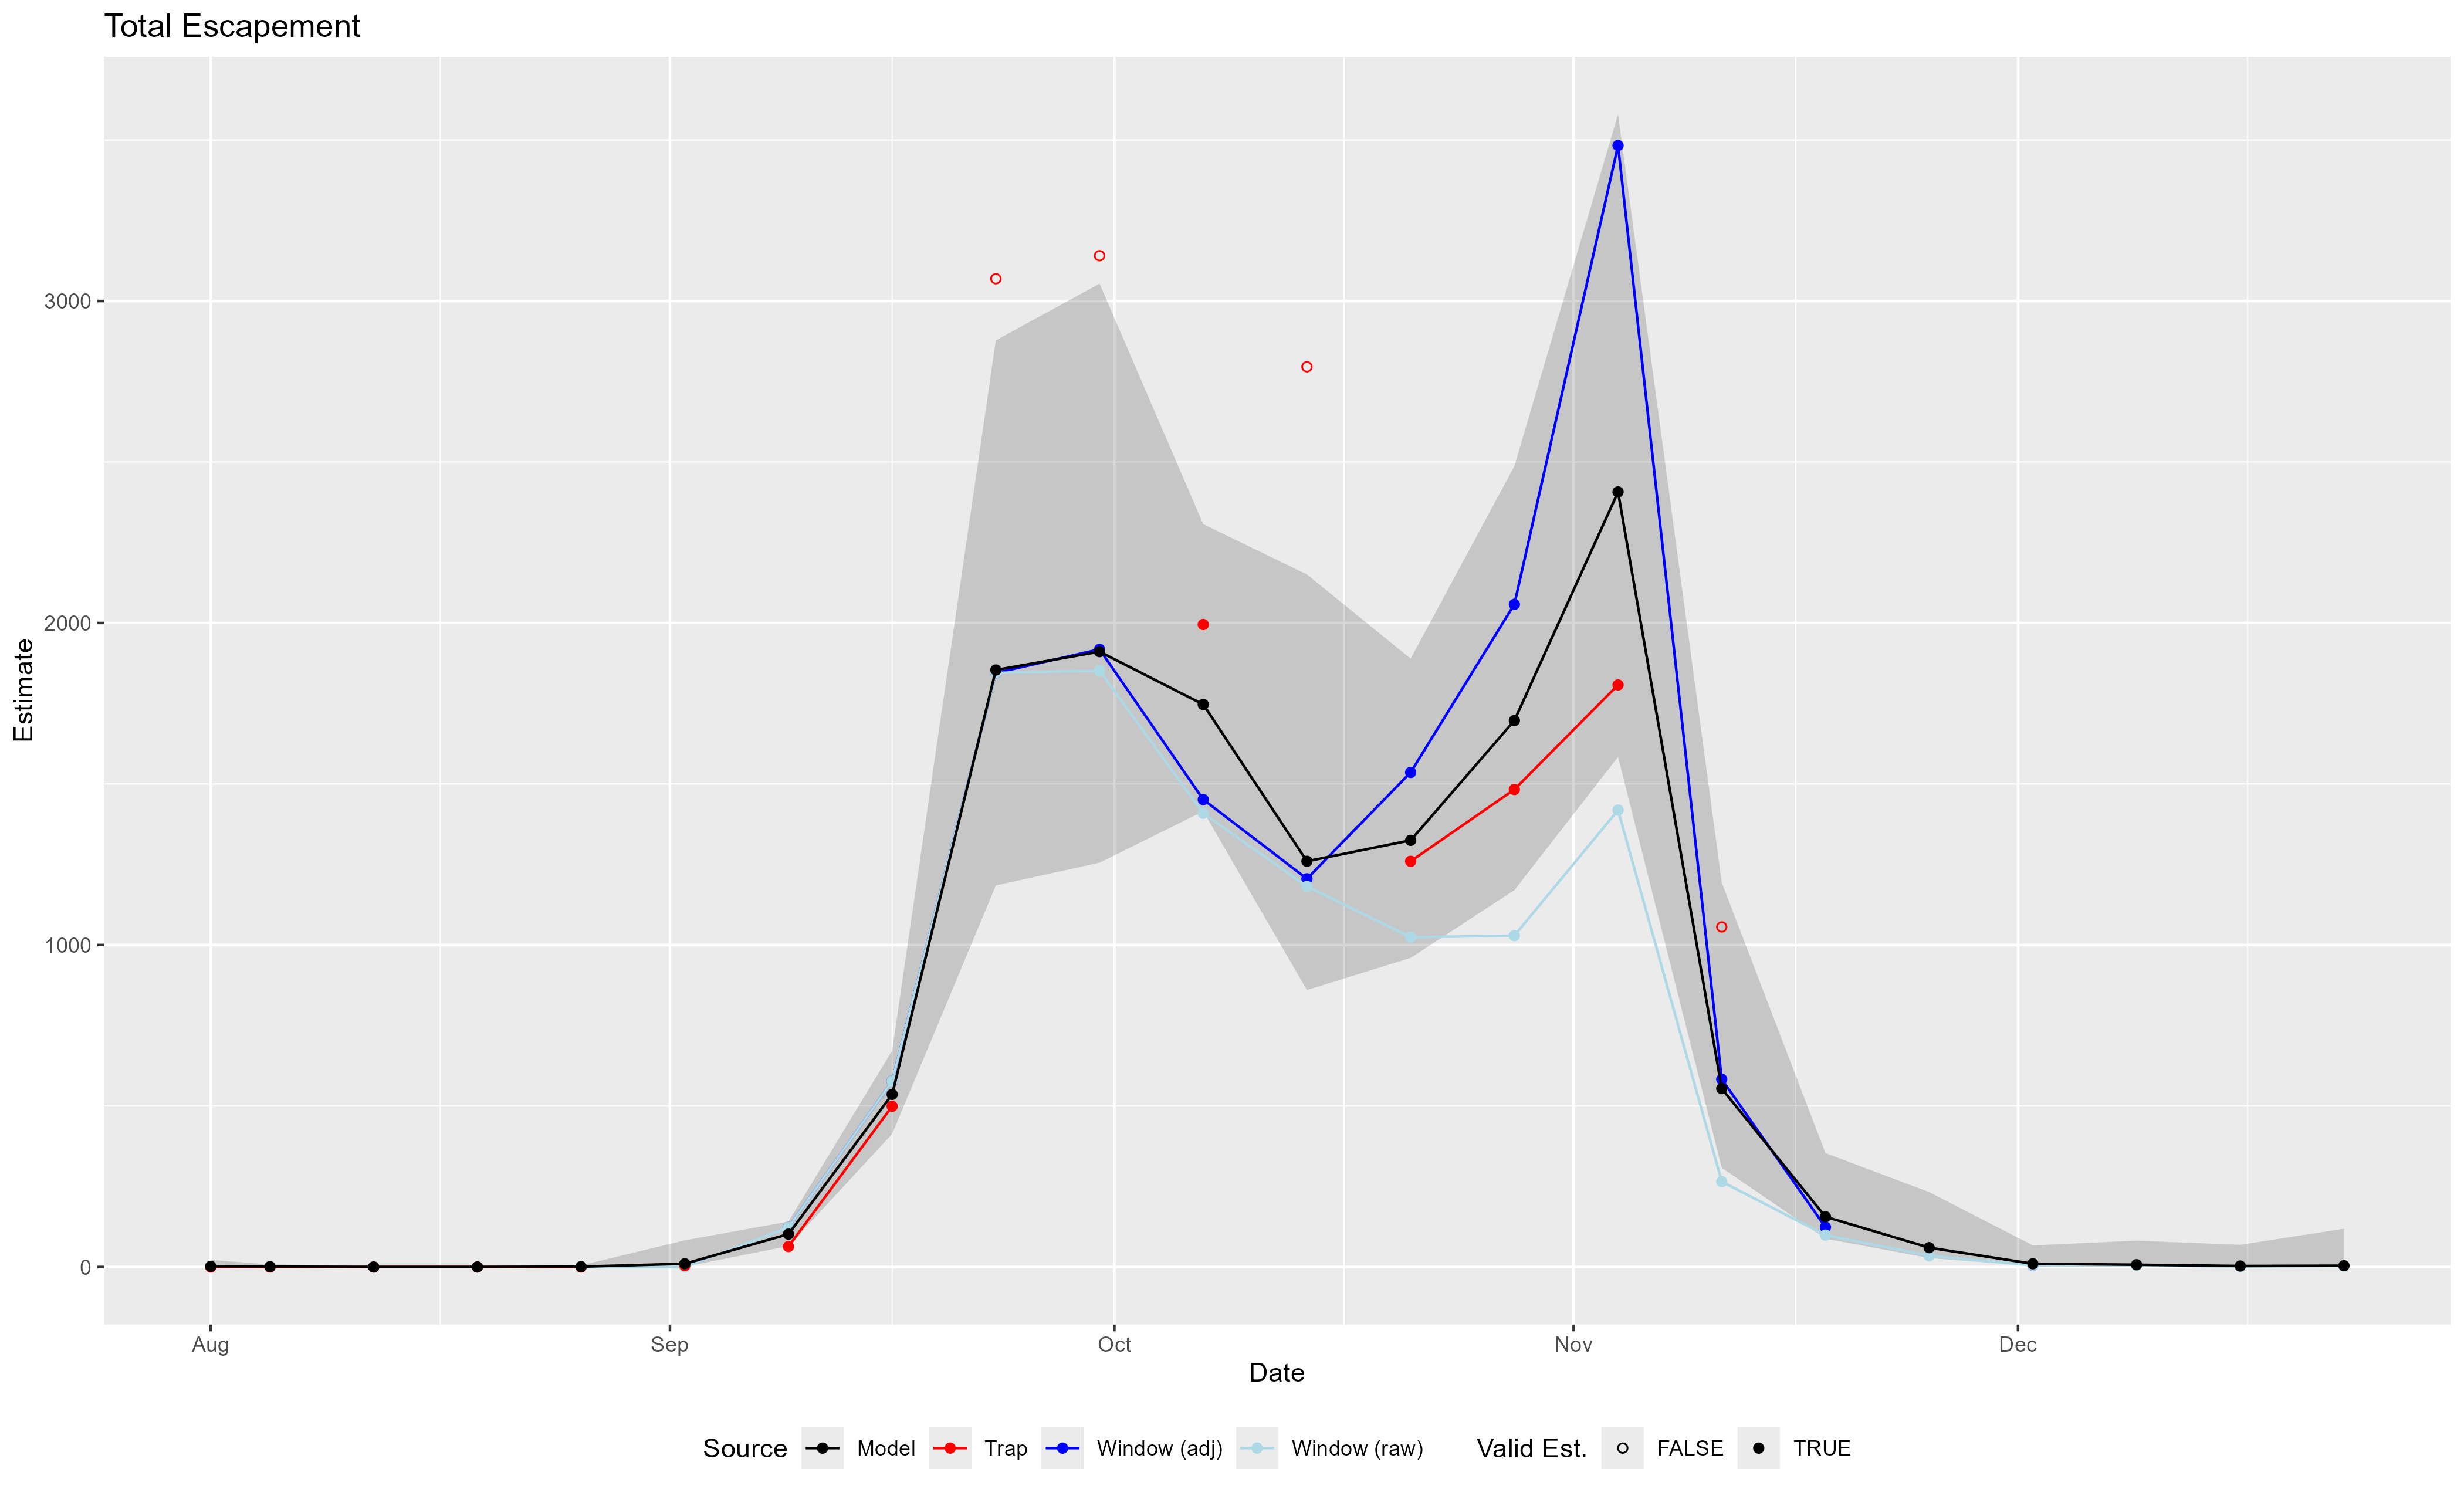 Total Escapement
3000
2000
1000
0
Estimate
Aug Sep Oct Nov Dec
Date
Source Model Trap Window (adj) Window (raw) Valid Est. FALSE TRUE